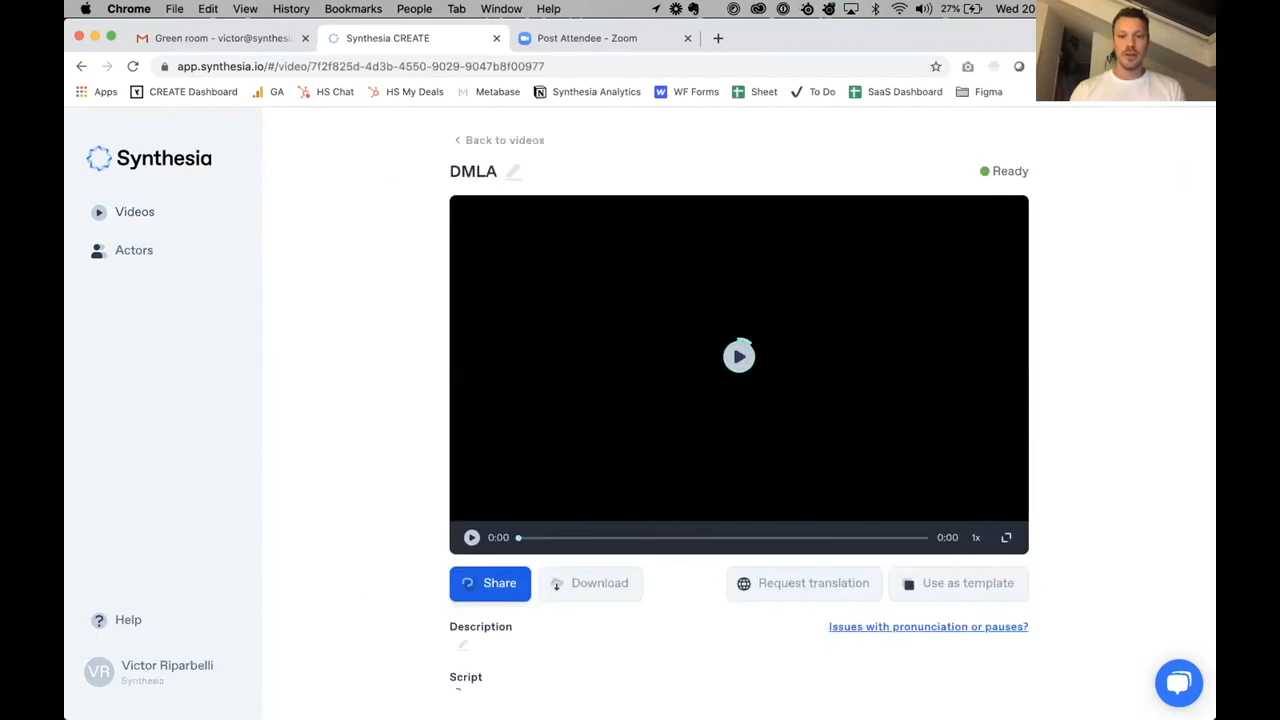 Chrome File Edit View History Bookmarks People Tab Window Help 27% Wed 20
Green room - victor@synthesi
Synthesia CREATE
Post Attendee - Zoom
app.synthesia.io/#/video/7f2f825d-4d3b-4550-9029-9047b8f00977
Apps CREATE Dashboard GA HS Chat HS My Deals Metabase Synthesia Analytics WF Forms Sheet To Do SaaS Dashboard Figma
Synthesia
Videos
Actors
Help
VR
Victor Riparbelli
Synthesia
Back to videos
DMLA
Ready
0:00 0:00 1x
Share Download Request translation Use as template
Description Issues with pronunciation or pauses?
Script